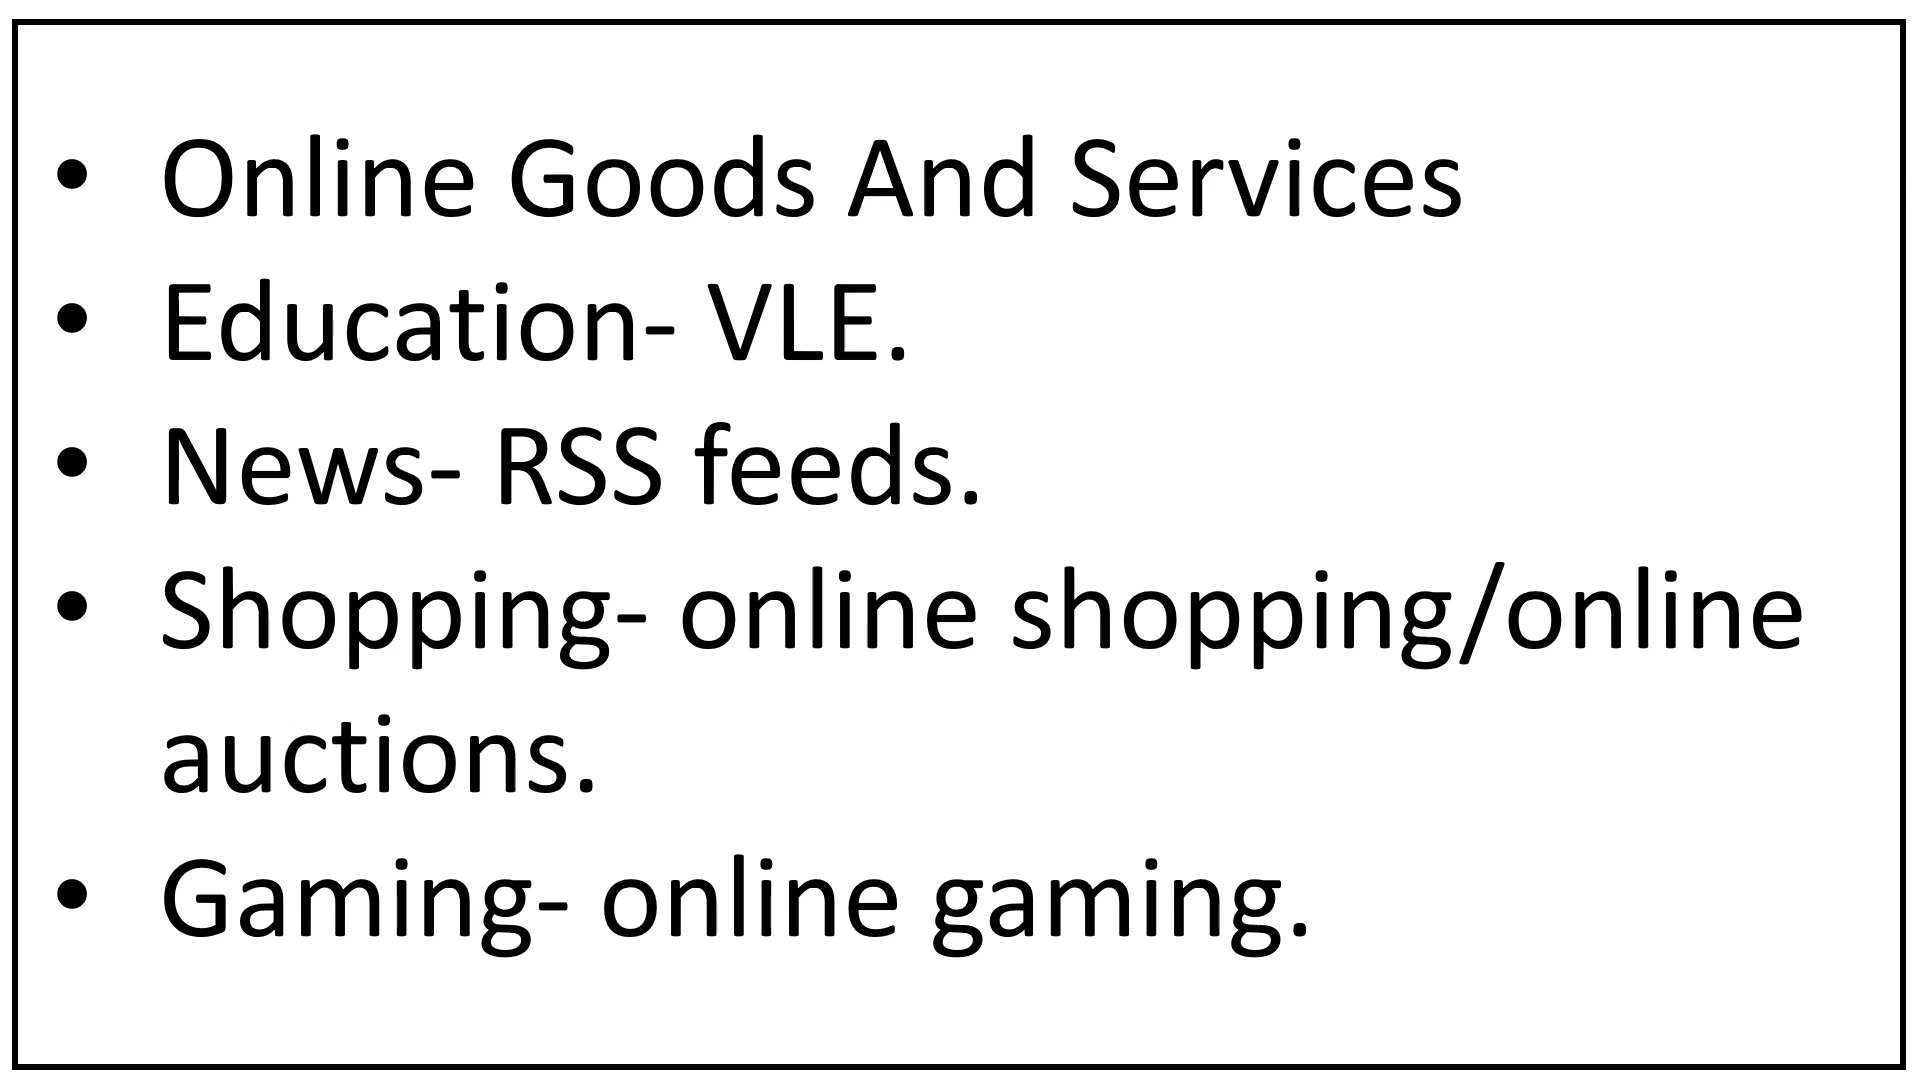 • Online Goods And Services
• Education- VLE.
• News- RSS feeds.
• Shopping- online shopping/online
auctions.
• Gaming- online gaming.